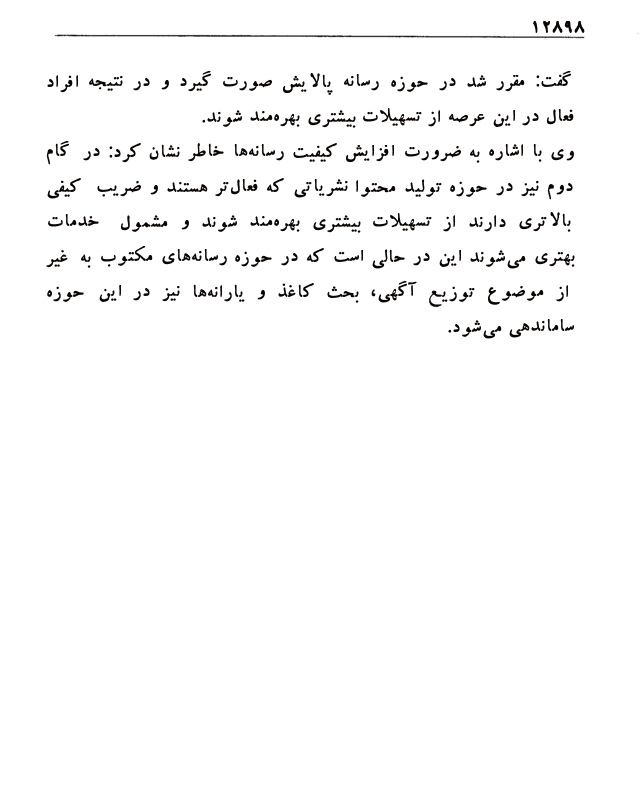 ۱۲۸۹۸
گفت: مقرر شد در حوزه رسانه پالایش صورت گیرد و در نتیجه افراد
فعال در این عرصه از تسهیلات بیشتری بهره‌مند شوند.
وی با اشاره به ضرورت افزایش کیفیت رسانه‌ها خاطر نشان کرد: در گام
دوم نیز در حوزه تولید محتوا نشریاتی که فعال‌تر هستند و ضریب کیفی
بالاتری دارند از تسهیلات بیشتری بهره‌مند شوند و مشمول خدمات
بهتری می‌شوند این در حالی است که در حوزه رسانه‌های مکتوب به غیر
از موضوع توزیع آگهی، بحث کاغذ و یارانه‌ها نیز در این حوزه
ساماندهی می‌شود.